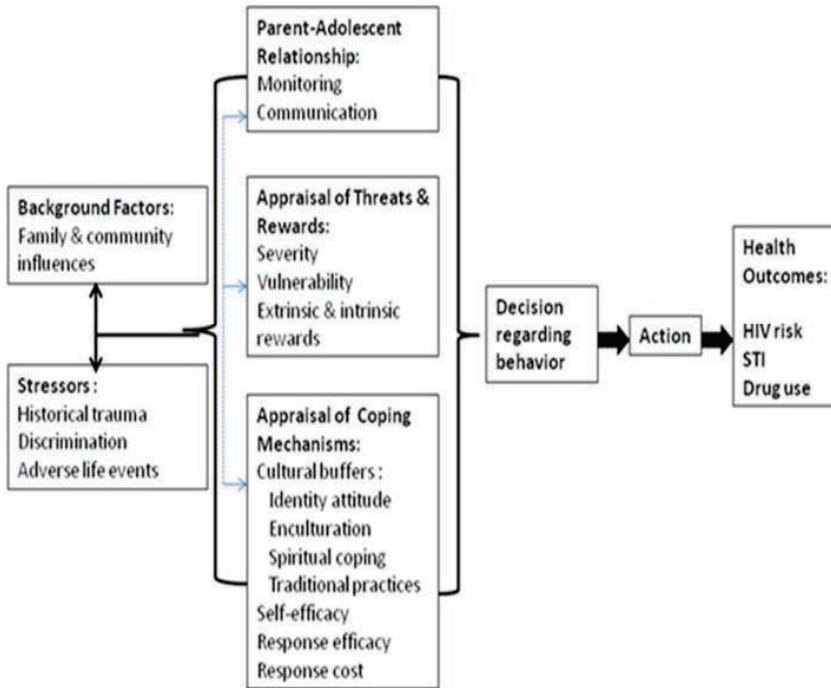 Parent-Adolescent
Relationship:
Monitoring
Communication
Background Factors:
Family & community
influences
Stressors :
Historical trauma
Discrimination
Adverse life events
Appraisal of Threats &
Rewards:
Severity
Vulnerability
Extrinsic & intrinsic
rewards
Appraisal of Coping
Mechanisms:
Cultural buffers :
Identity attitude
Enculturation
Spiritual coping
Traditional practices
Self-efficacy
Response efficacy
Response cost
Decision
regarding
behavior
Action
Health
Outcomes:
HIV risk
STI
Drug use